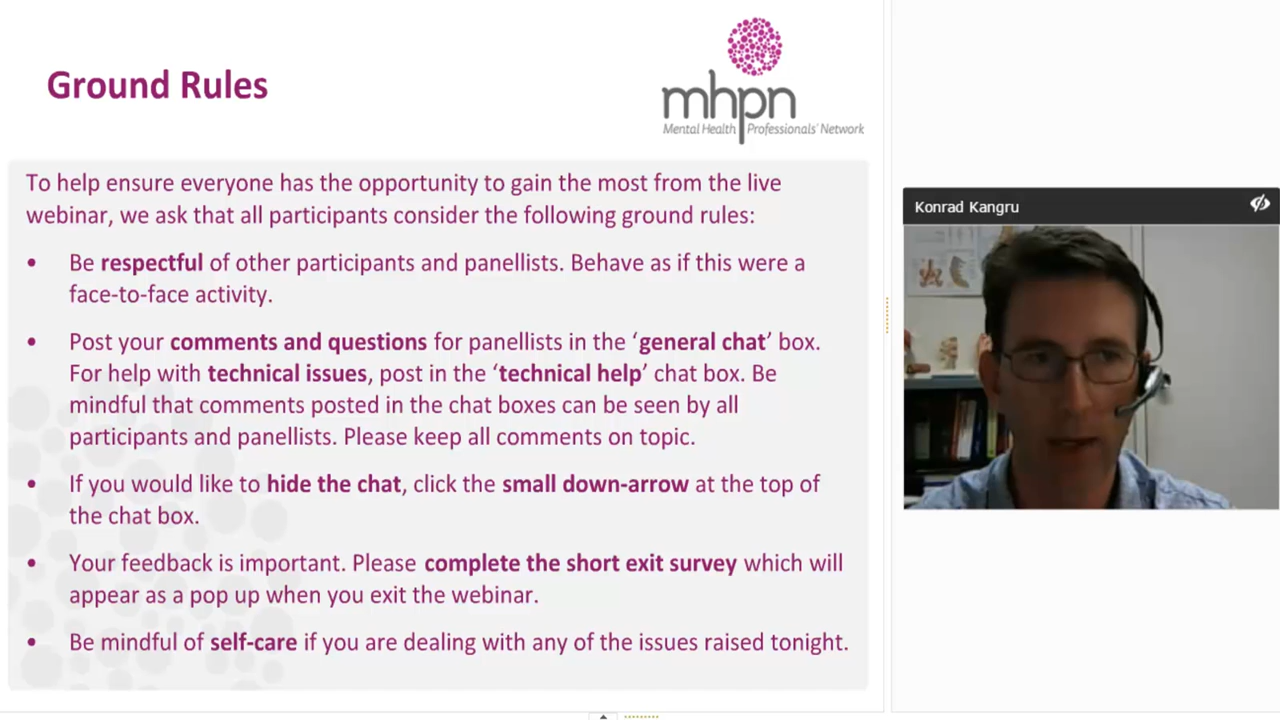 Ground Rules
mhpn
Mental Health Professionals' Network
To help ensure everyone has the opportunity to gain the most from the live
webinar, we ask that all participants consider the following ground rules:
• Be respectful of other participants and panellists. Behave as if this were a
face-to-face activity.
• Post your comments and questions for panellists in the ‘general chat’ box.
For help with technical issues, post in the ‘technical help’ chat box. Be
mindful that comments posted in the chat boxes can be seen by all
participants and panellists. Please keep all comments on topic.
• If you would like to hide the chat, click the small down-arrow at the top of
the chat box.
• Your feedback is important. Please complete the short exit survey which will
appear as a pop up when you exit the webinar.
• Be mindful of self-care if you are dealing with any of the issues raised tonight.
Konrad Kangru